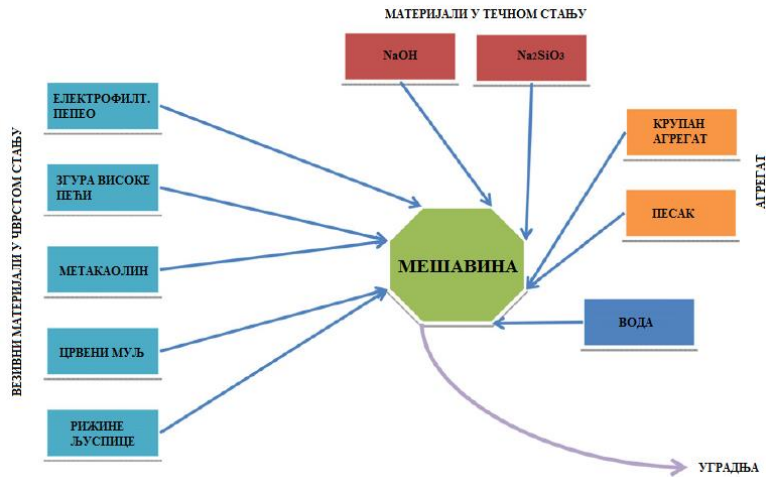 МАТЕРИЈАЛИ У ТЕЧНОМ СТАЊУ
NaOH
Na2SiO3
ВЕЗИВНИ МАТЕРИЈАЛИ У ЧВРСТОМ СТАЊУ
ЕЛЕКТРОФИЛТ.
ПЕПЕО
ЗГУРА ВИСОКЕ
ПЕЋИ
МЕТАКАОЛИН
ЦРВЕНИ МУЉ
РИЖИНЕ
ЉУСПИЦЕ
МЕШАВИНА
КРУПАН
АГРЕГАТ
ПЕСАК
АГРЕГАТ
ВОДА
УГРАДЊА